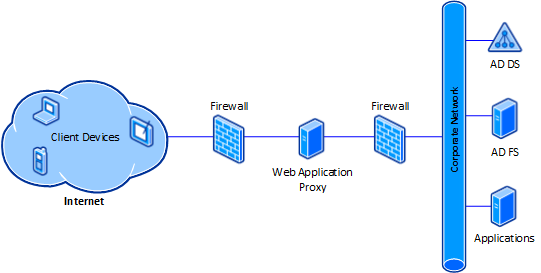 Client Devices
Internet
Firewall
Web Application
Proxy
Firewall
Corporate Network
AD DS
AD FS
Applications